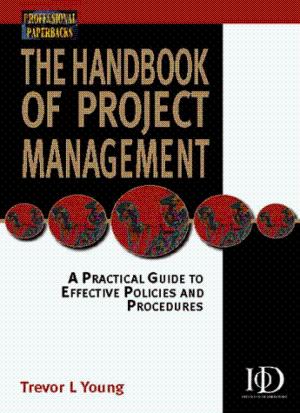 PROFESSIONAL
PAPERBACKS
THE HANDBOOK
OF PROJECT
MANAGEMENT
A PRACTICAL GUIDE TO
EFFECTIVE POLICIES AND
PROCEDURES
Trevor L Young
IOD